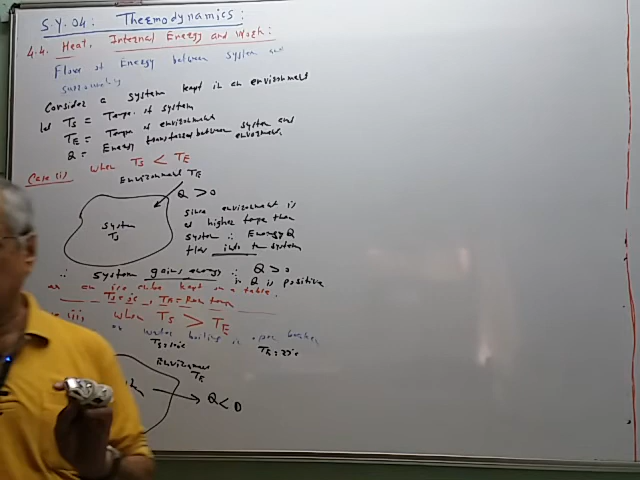 S.Y. 04: Thermodynamics:
4.4. Heat, Internal Energy and Work:
Flow of Energy between system and
surrounding
Consider a system kept in an environment
let TS = Temp. of system
TE = Temp. of environment
Q = Energy transferred between system and environment.
Case (i) when TS < TE
Environment TE
Q > 0
System
TS
since environment is
at higher temp than
system ∴ Energy Q
flow into the system
∴ system gains energy ∴ Q > 0
Q is positive
an ice cube kept on a table.
TE = Room temp
when TS > TE
water boiling in open beaker
Environment
TE
Q < 0